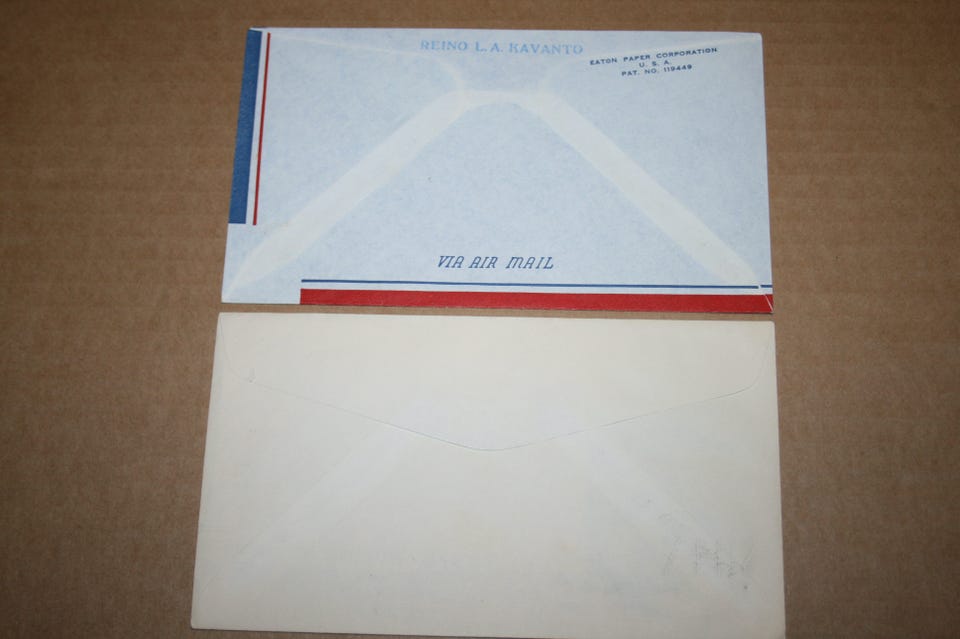 REINO L. A. KAVANTO
EATON PAPER CORPORATION
U. S. A.
PAT. NO. 119449
VIA AIR MAIL